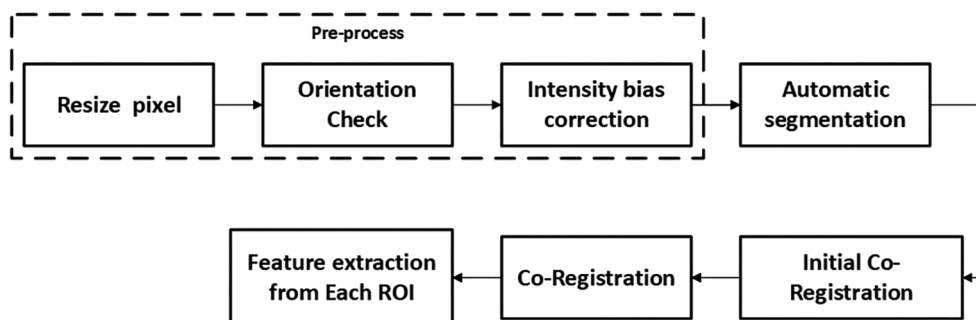 Pre-process
Resize pixel
Orientation
Check
Intensity bias
correction
Automatic
segmentation
Feature extraction
from Each ROI
Co-Registration
Initial Co-
Registration